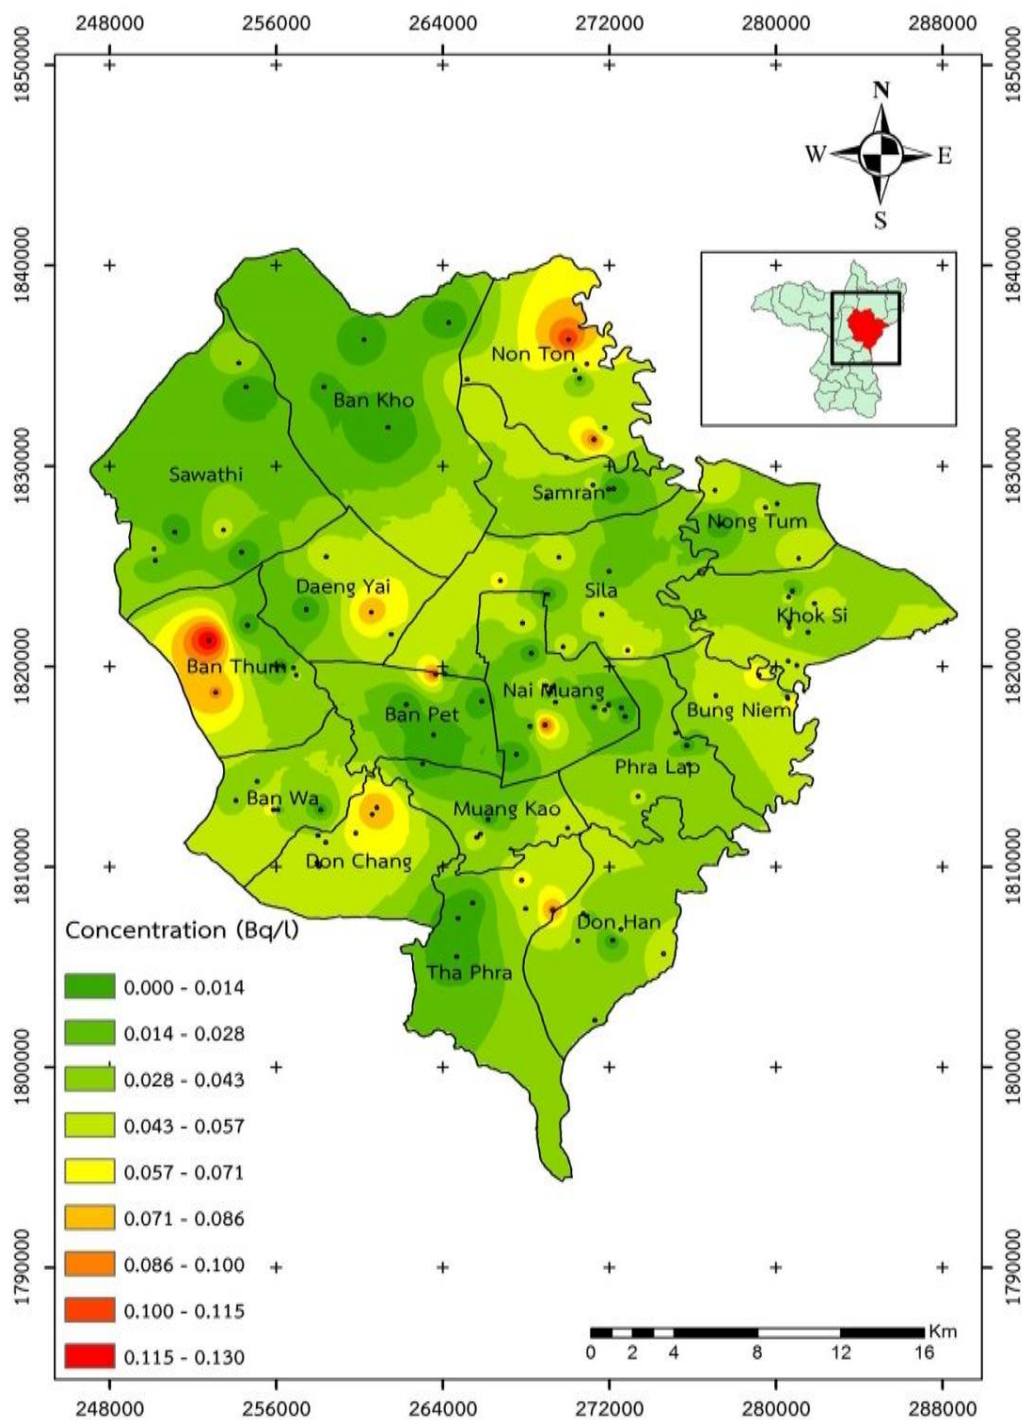 248000 256000 264000 272000 280000 288000
1850000 1850000
N
W E
S
1840000 1840000
Non Ton
Ban Kho
1830000 1830000
Sawathi
Samran
Nong Tum
Daeng Yai
Sila
Khok Si
1820000 1820000
Ban Thum
Nai Muang
Ban Pet
Bung Niem
Phra Lap
Ban Wa
Muang Kao
Don Chang
1810000 1810000
Don Han
Concentration (Bq/l)
Tha Phra
0.000 - 0.014
0.014 - 0.028
1800000 1800000
0.028 - 0.043
0.043 - 0.057
0.057 - 0.071
0.071 - 0.086
0.086 - 0.100
1790000 1790000
0.100 - 0.115
0.115 - 0.130
Km
0 2 4 8 12 16
248000 256000 264000 272000 280000 288000